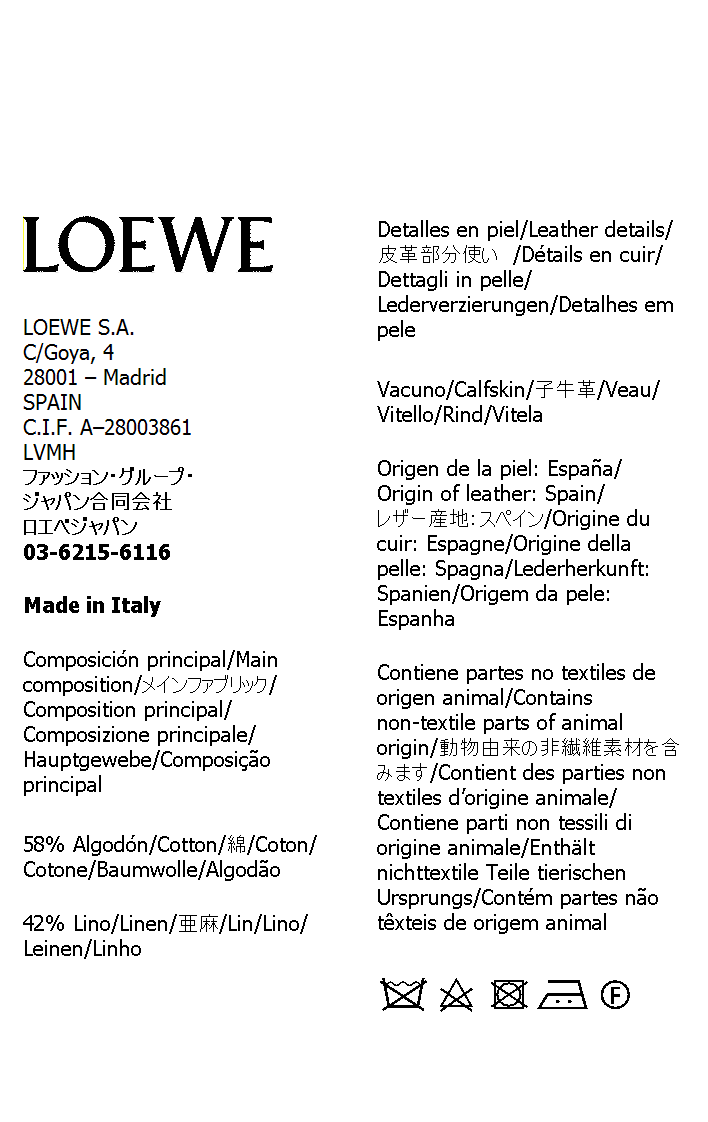 LOEWE
LOEWE S.A.
C/Goya, 4
28001 – Madrid
SPAIN
C.I.F. A–28003861
LVMH
ファッション・グループ・
ジャパン合同会社
ロエベジャパン
03-6215-6116
Made in Italy
Composición principal/Main
composition/メインファブリック/
Composition principal/
Composizione principale/
Hauptgewebe/Composição
principal
58% Algodón/Cotton/綿/Coton/
Cotone/Baumwolle/Algodão
42% Lino/Linen/亜麻/Lin/Lino/
Leinen/Linho
Detalles en piel/Leather details/
皮革部分使い /Détails en cuir/
Dettagli in pelle/
Lederverzierungen/Detalhes em
pele
Vacuno/Calfskin/子牛革/Veau/
Vitello/Rind/Vitela
Origen de la piel: España/
Origin of leather: Spain/
レザー産地：スペイン/Origine du
cuir: Espagne/Origine della
pelle: Spagna/Lederherkunft:
Spanien/Origem da pele:
Espanha
Contiene partes no textiles de
origen animal/Contains
non-textile parts of animal
origin/動物由来の非繊維素材を含
みます/Contient des parties non
textiles d’origine animale/
Contiene parti non tessili di
origine animale/Enthält
nichttextile Teile tierischen
Ursprungs/Contém partes não
têxteis de origem animal
F